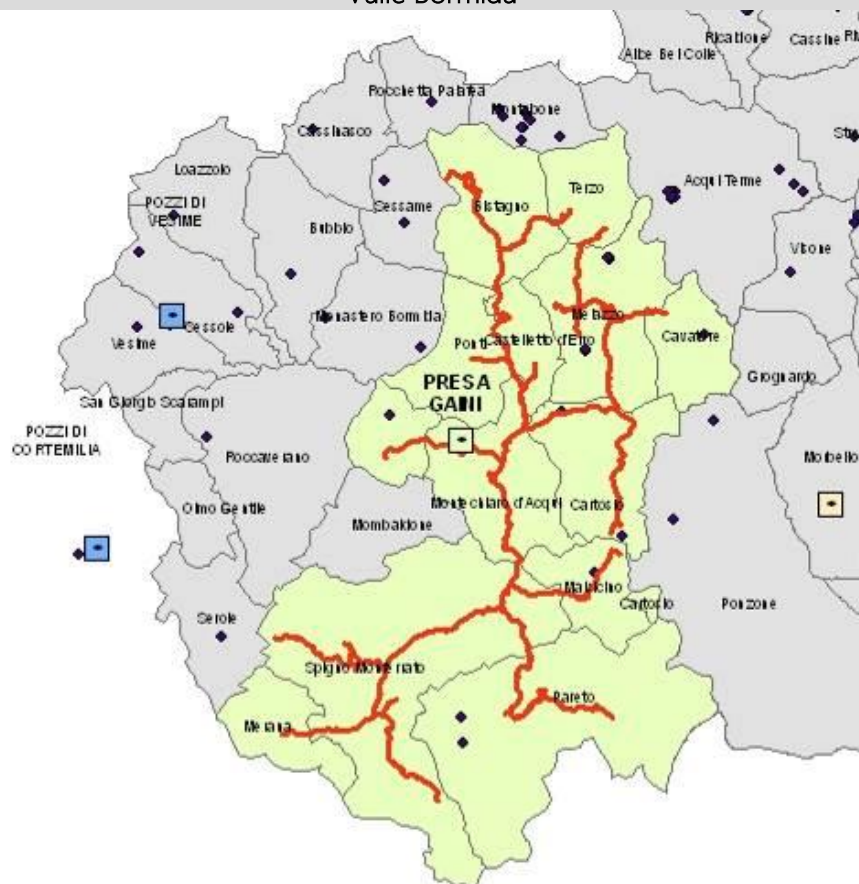 Valle Bormida
Ricaldone
Cassine
Alice Bel Colle
Rocchetta Palafea
Montabone
Cassinasco
Loazzolo
Acqui Terme
Terzo
POZZI DI
VESIME
Sessame
Bistagno
Bubbio
Visone
Monastero Bormida
Melazzo
Cessole
Vesime
Ponti
Castelletto d'Erro
Cavatore
Grognardo
PRESA
GAINI
San Giorgio Scarampi
POZZI DI
CORTEMILIA
Roccaverano
Morbello
Olmo Gentile
Montechiaro d'Acqui
Cartosio
Mombaldone
Malvicino
Cartosio
Ponzone
Serole
Spigno Monferrato
Pareto
Merana